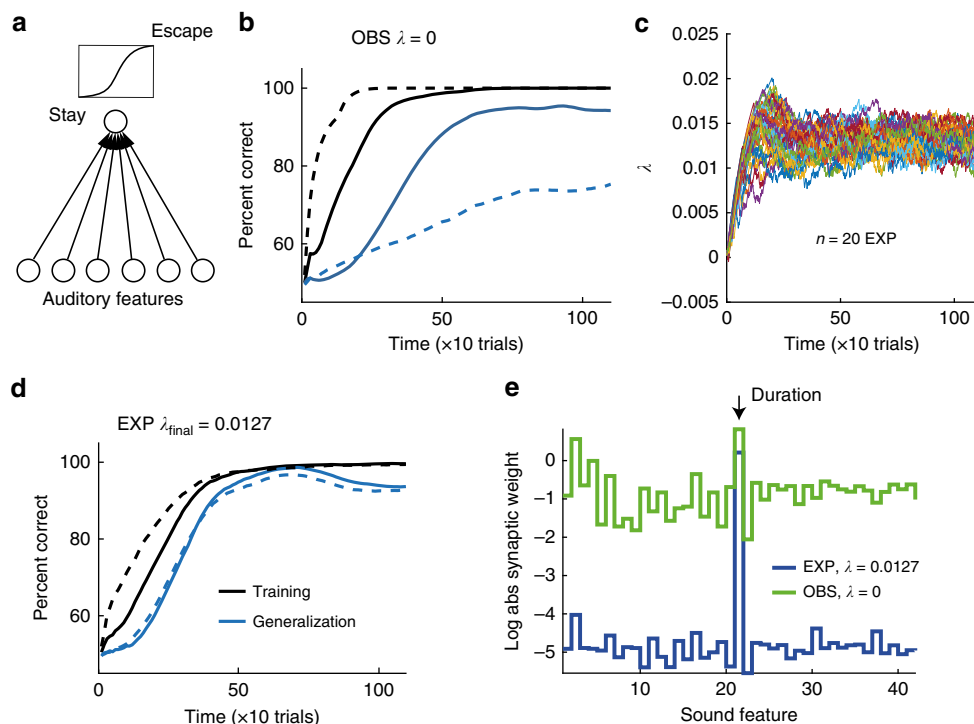 a
Escape
Stay
Auditory features
b
OBS λ = 0
Percent correct
100
80
60
0
50
100
Time (×10 trials)
c
0.025
0.02
0.015
0.01
0.005
0
−0.005
λ
n = 20 EXP
0
50
100
Time (×10 trials)
d
EXP λfinal = 0.0127
Percent correct
100
80
60
Training
Generalization
0
50
100
Time (×10 trials)
e
Duration
Log abs synaptic weight
0
−1
−2
−3
−4
−5
EXP, λ = 0.0127
OBS, λ = 0
10
20
30
40
Sound feature